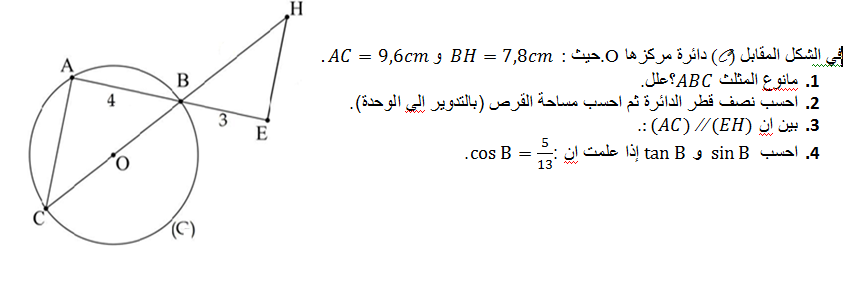 في الشكل المقابل (C) دائرة مركزها O.حيث : BH = 7,8cm و AC = 9,6cm .
1. مانوع المثلث ABC؟علل.
2. احسب نصف قطر الدائرة ثم احسب مساحة القرص (بالتدوير الي الوحدة).
3. بين ان (AC) // (EH) :.
4. احسب sin B و tan B إذا علمت ان : cos B = 5/13.
H
A
B
4
3
E
O
C
(C)